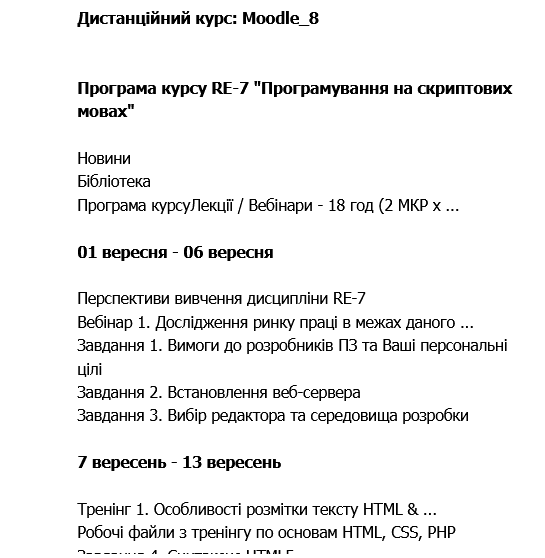 Дистанційний курс: Moodle_8
Програма курсу RE-7 "Програмування на скриптових
мовах"
Новини
Бібліотека
Програма курсуЛекції / Вебінари - 18 год (2 МКР х ...
01 вересня - 06 вересня
Перспективи вивчення дисципліни RE-7
Вебінар 1. Дослідження ринку праці в межах даного ...
Завдання 1. Вимоги до розробників ПЗ та Ваші персональні
цілі
Завдання 2. Встановлення веб-сервера
Завдання 3. Вибір редактора та середовища розробки
7 вересень - 13 вересень
Тренінг 1. Особливості розмітки тексту HTML & ...
Робочі файли з тренінгу по основам HTML, CSS, PHP